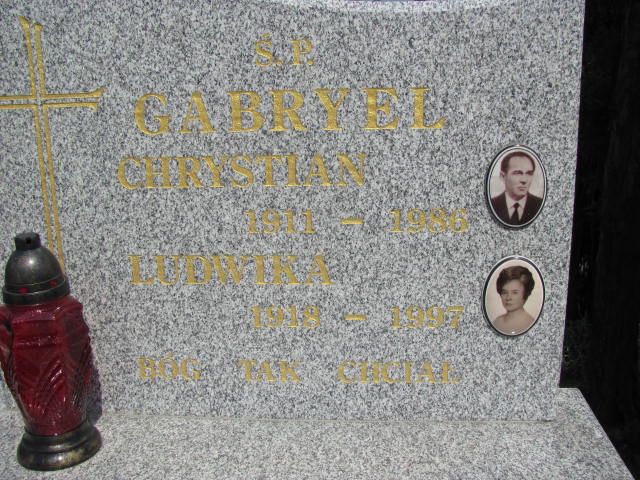 Ś.P.
GABRYEL
CHRYSTIAN
1911 – 1986
LUDWIKA
1918 – 1997
BÓG TAK CHCIAŁ